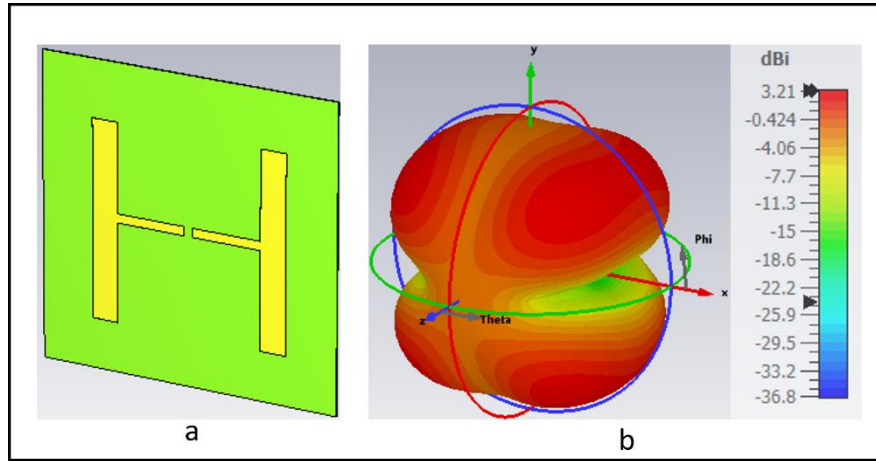 y
Phi
x
z
Theta
dBi
3.21
-0.424
-4.06
-7.7
-11.3
-15
-18.6
-22.2
-25.9
-29.5
-33.2
-36.8
a
b